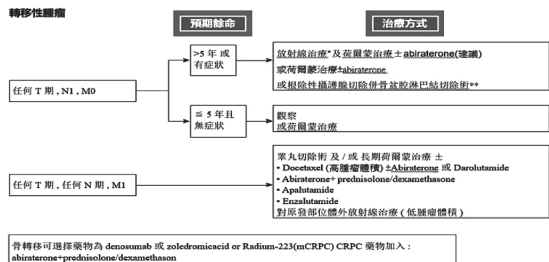 轉移性腫瘤
預期餘命
治療方式
>5 年 或
有症狀
放射線治療*及荷爾蒙治療±abiraterone(建議)
或荷爾蒙治療±abiraterone
或根除性攝護腺切除併骨盆腔淋巴結切除術**
任何 T 期 , N1 , M0
≦ 5 年且
無症狀
觀察
或荷爾蒙治療
任何 T 期 , 任何 N 期 , M1
睪丸切除術 及 / 或 長期荷爾蒙治療 ±
• Docetaxel (高腫瘤體積) ±Abiraterone 或 Darolutamide
• Abiraterone+ prednisolone/dexamethasone
• Apalutamide
• Enzalutamide
對原發部位體外放射線治療 ( 低腫瘤體積 )
骨轉移可選擇藥物為 denosumab 或 zoledromicacid or Radium-223(mCRPC) CRPC 藥物加入 :
abiraterone+prednisolone/dexamethason